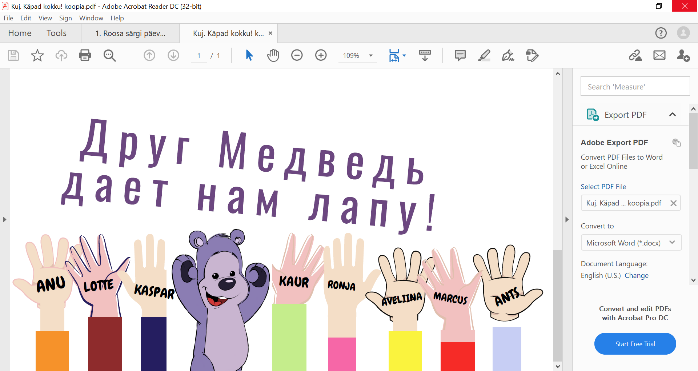 Kuj. Käpad kokku! koopia.pdf - Adobe Acrobat Reader DC (32-bit)
File Edit View Sign Window Help
Home Tools 1. Roosa särgi päev... Kuj. Käpad kokku! k... ×
1 / 1 109%
Search 'Measure'
Export PDF
Adobe Export PDF
Convert PDF Files to Word
or Excel Online
Select PDF File
Kuj. Käpad ... koopia.pdf
Convert to
Microsoft Word (*.docx)
Document Language:
English (U.S.) Change
Convert and edit PDFs
with Acrobat Pro DC
Start Free Trial
Друг Медведь
дает нам лапу!
ANU
LOTTE
KASPAR
KAUR
RONJA
AVELIINA
MARCUS
ANTS